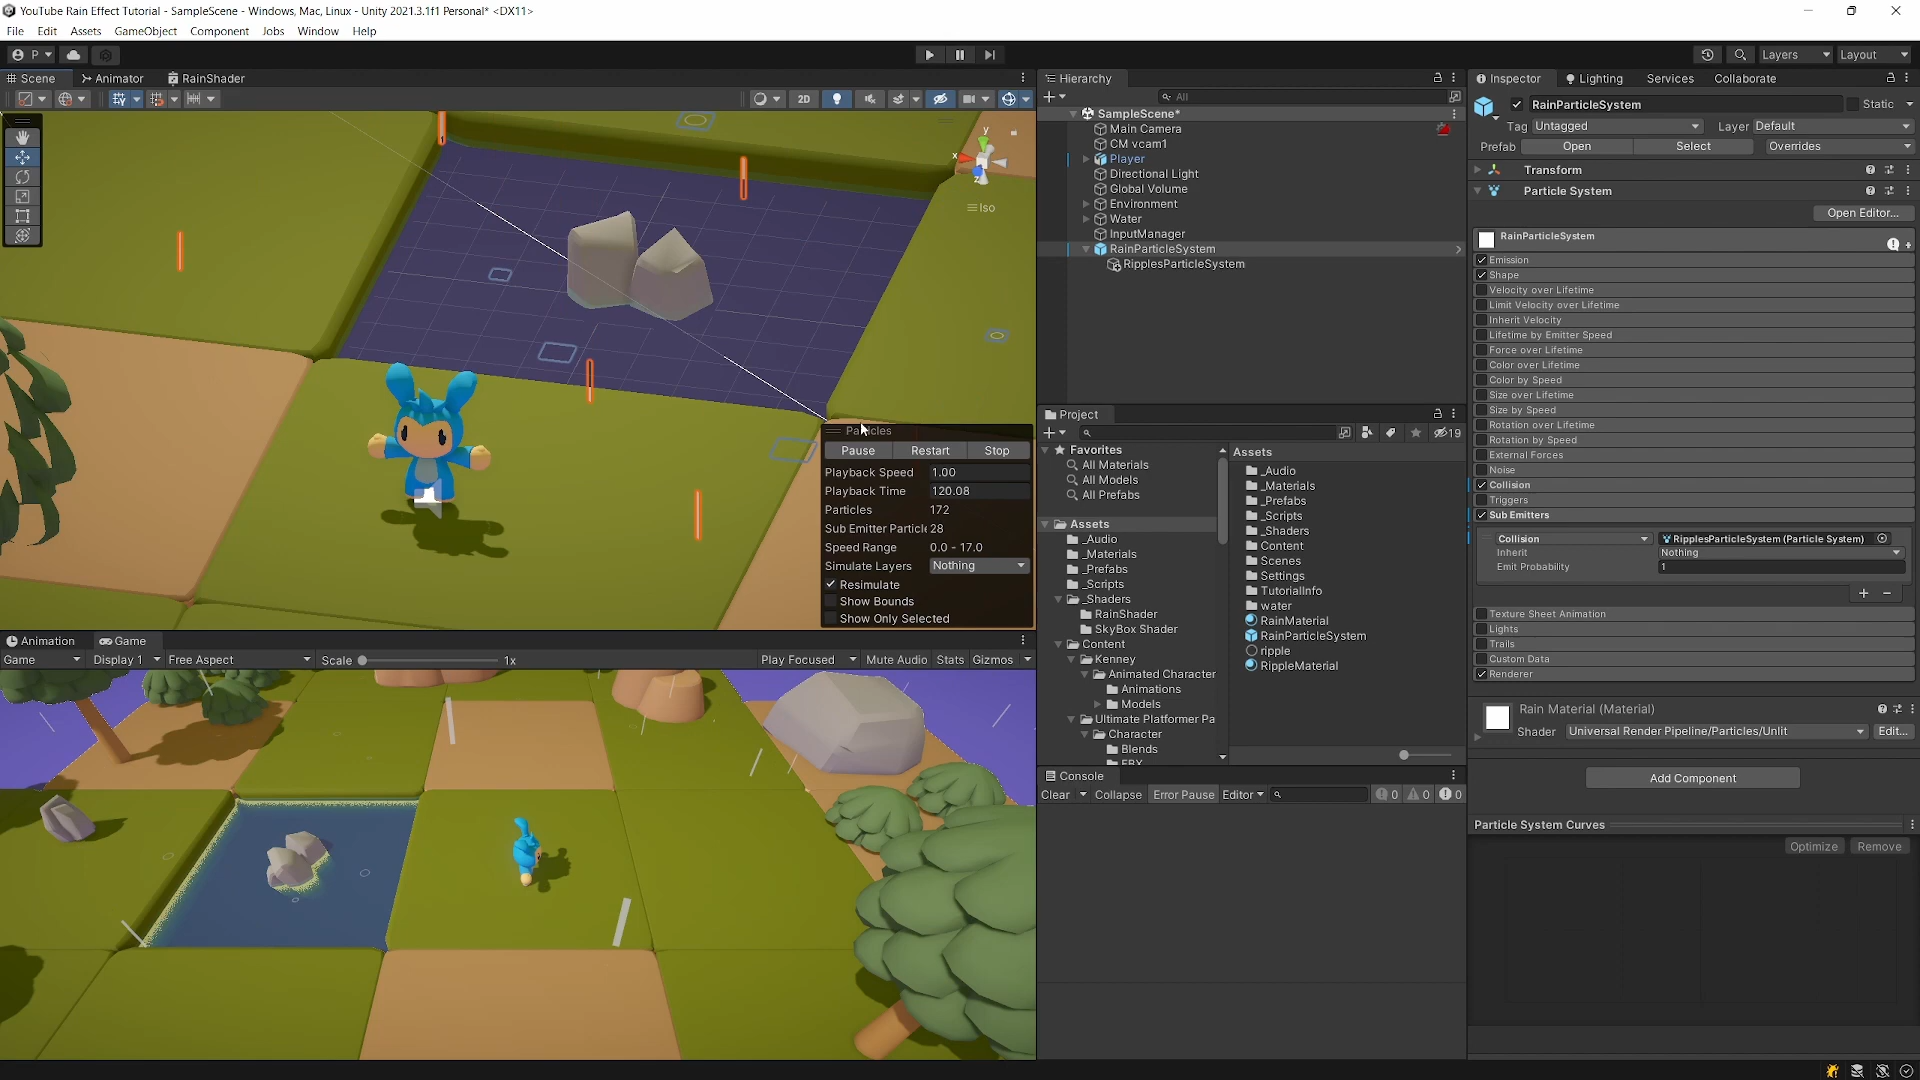 YouTube Rain Effect Tutorial - SampleScene - Windows, Mac, Linux - Unity 2021.3.1f1 Personal* <DX11>
File Edit Assets GameObject Component Jobs Window Help
P Layers Layout
Scene Animator RainShader
2D
y
x
z
Iso
Particles
Pause Restart Stop
Playback Speed 1.00
Playback Time 120.08
Particles 172
Sub Emitter Particle 28
Speed Range 0.0 - 17.0
Simulate Layers Nothing
Resimulate
Show Bounds
Show Only Selected
Animation Game
Game Display 1 Free Aspect Scale 1x Play Focused Mute Audio Stats Gizmos
Hierarchy
All
SampleScene*
Main Camera
CM vcam1
Player
Directional Light
Global Volume
Environment
Water
InputManager
RainParticleSystem
RipplesParticleSystem
Project
19
Favorites
All Materials
All Models
All Prefabs
Assets
_Audio
_Materials
_Prefabs
_Scripts
_Shaders
RainShader
SkyBox Shader
Content
Kenney
Animated Character
Animations
Models
Ultimate Platformer Pa
Character
Blends
FBX
Assets
_Audio
_Materials
_Prefabs
_Scripts
_Shaders
Content
Scenes
Settings
TutorialInfo
water
RainMaterial
RainParticleSystem
ripple
RippleMaterial
Console
Clear Collapse Error Pause Editor 0 0 0
Inspector Lighting Services Collaborate
RainParticleSystem Static
Tag Untagged Layer Default
Prefab Open Select Overrides
Transform
Particle System
Open Editor...
RainParticleSystem
Emission
Shape
Velocity over Lifetime
Limit Velocity over Lifetime
Inherit Velocity
Lifetime by Emitter Speed
Force over Lifetime
Color over Lifetime
Color by Speed
Size over Lifetime
Size by Speed
Rotation over Lifetime
Rotation by Speed
External Forces
Noise
Collision
Triggers
Sub Emitters
Collision RipplesParticleSystem (Particle System)
Inherit Nothing
Emit Probability 1
Texture Sheet Animation
Lights
Trails
Custom Data
Renderer
Rain Material (Material)
Shader Universal Render Pipeline/Particles/Unlit Edit...
Add Component
Particle System Curves
Optimize Remove